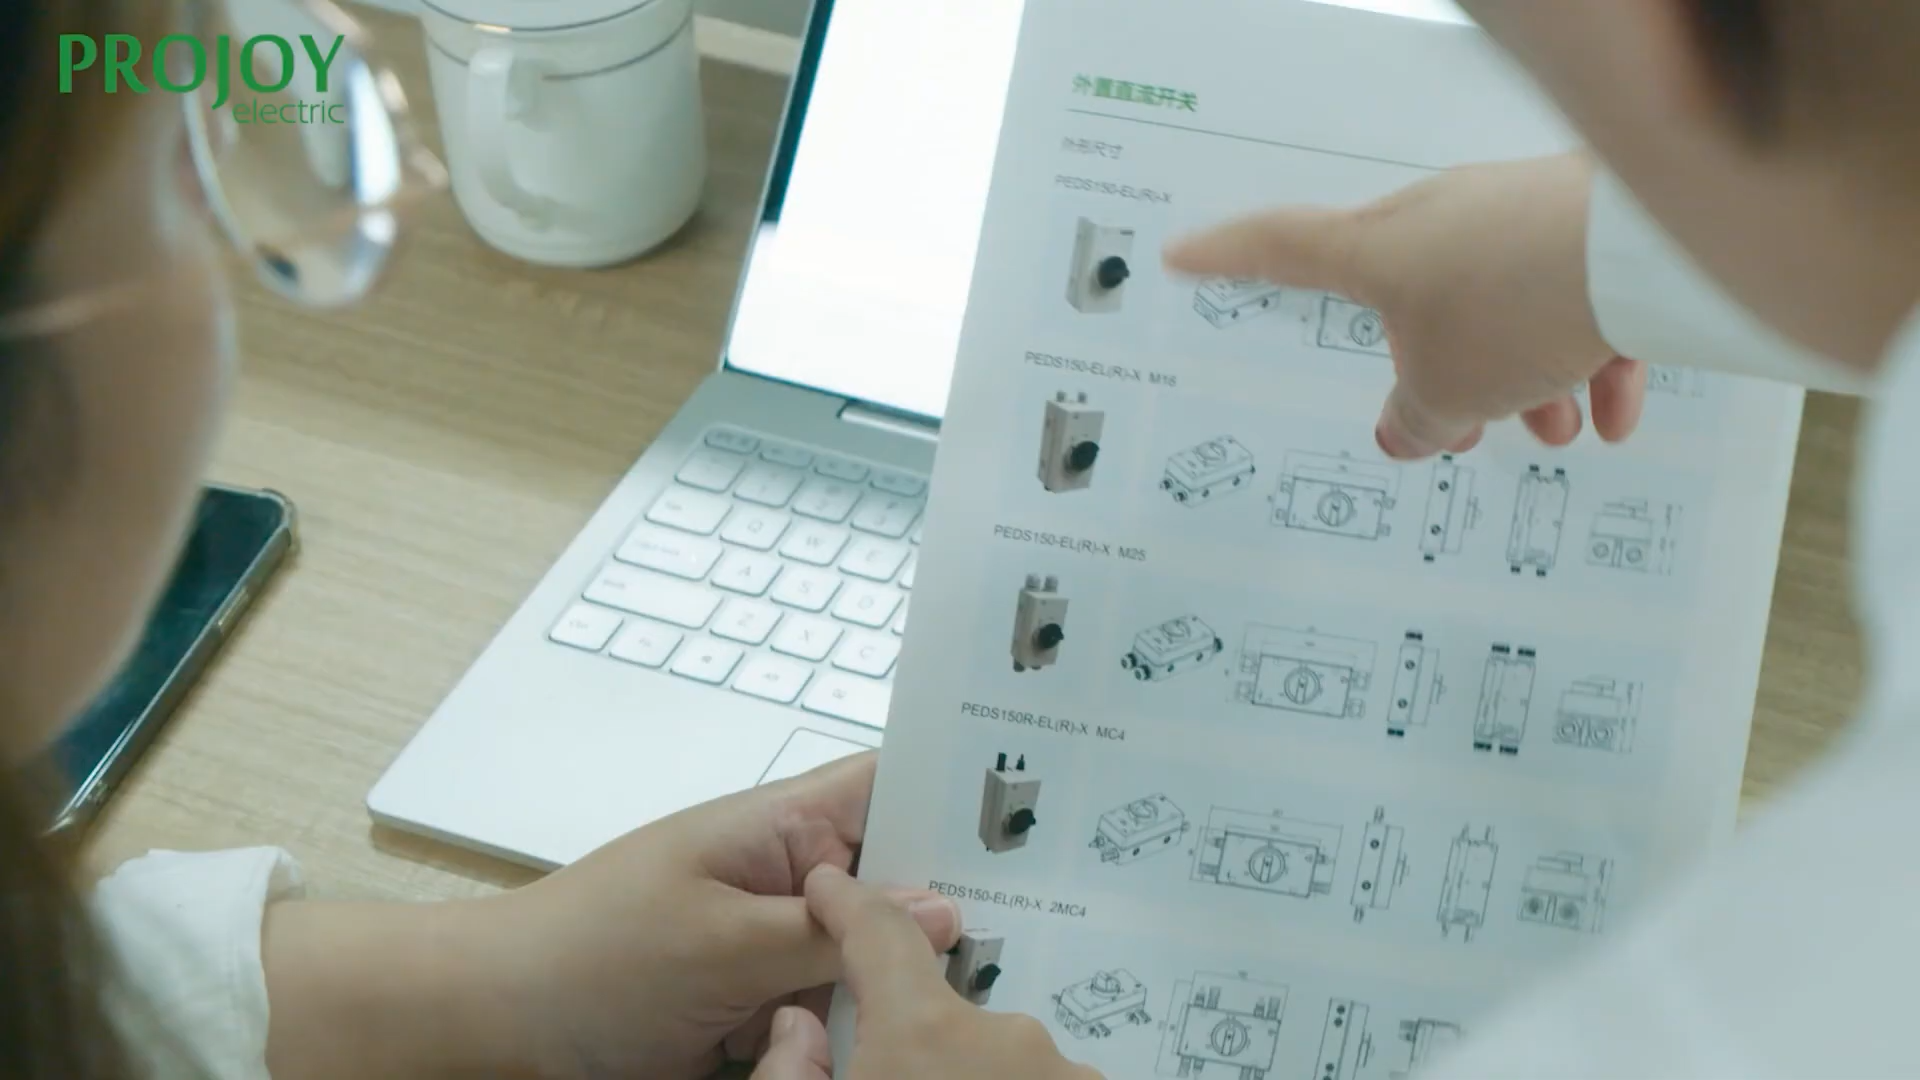 PROJOY
electric
外置直流开关
外形尺寸
PEDS150-EL(R)-X
PEDS150-EL(R)-X M16
PEDS150-EL(R)-X M25
PEDS150R-EL(R)-X MC4
PEDS150-EL(R)-X 2MC4
Q W E
A S D
Z X C